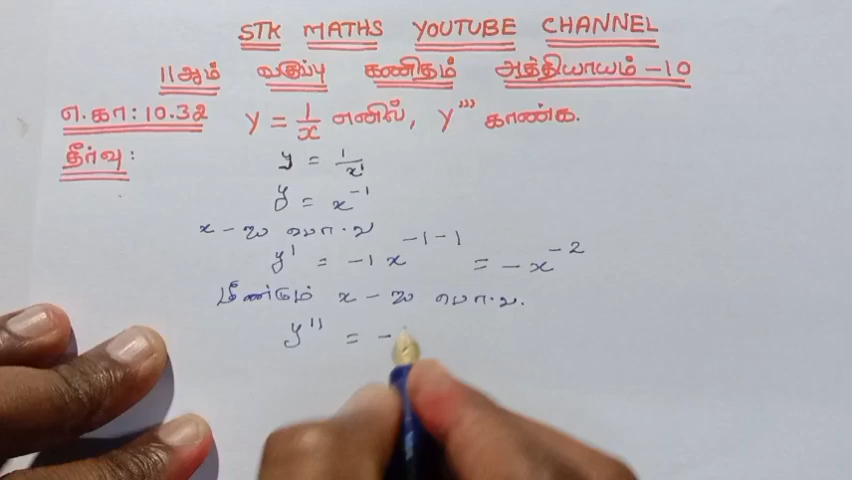 STK MATHS YOUTUBE CHANNEL
11ஆம் வகுப்பு கணிதம் அத்தியாயம் - 10
எ.கா: 10.32 y = 1/x எனில், y''' காண்க.
தீர்வு:
y = 1/x¹
y = x⁻¹
x - ஐ பொ.வ
y' = -1 x⁻¹⁻¹ = -x⁻²
மீண்டும் x - ஐ பொ.வ.
y'' = -